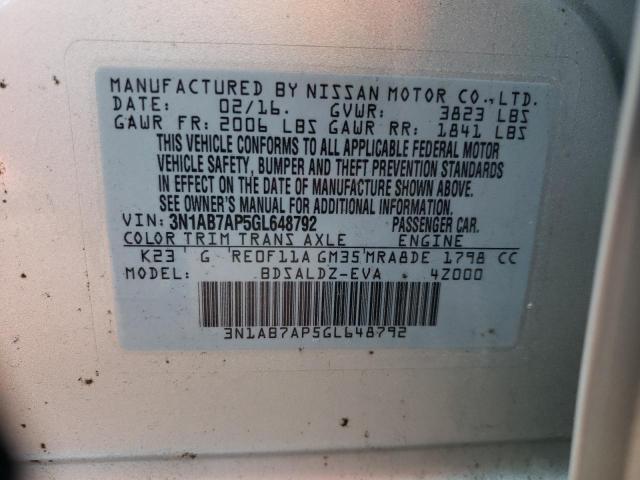 MANUFACTURED BY NISSAN MOTOR CO.,LTD.
DATE: 02/16. GVWR: 3823 LBS
GAWR FR: 2006 LBS GAWR RR: 1841 LBS
THIS VEHICLE CONFORMS TO ALL APPLICABLE FEDERAL MOTOR
VEHICLE SAFETY, BUMPER AND THEFT PREVENTION STANDARDS
IN EFFECT ON THE DATE OF MANUFACTURE SHOWN ABOVE.
SEE OWNER'S MANUAL FOR ADDITIONAL INFORMATION.
VIN: 3N1AB7AP5GL648792 PASSENGER CAR.
COLOR TRIM TRANS AXLE ENGINE
K23 G RE0F11A GM35 MRA8DE 1798 CC
MODEL: BDSALDZ-EVA 4Z000
3N1AB7AP5GL648792